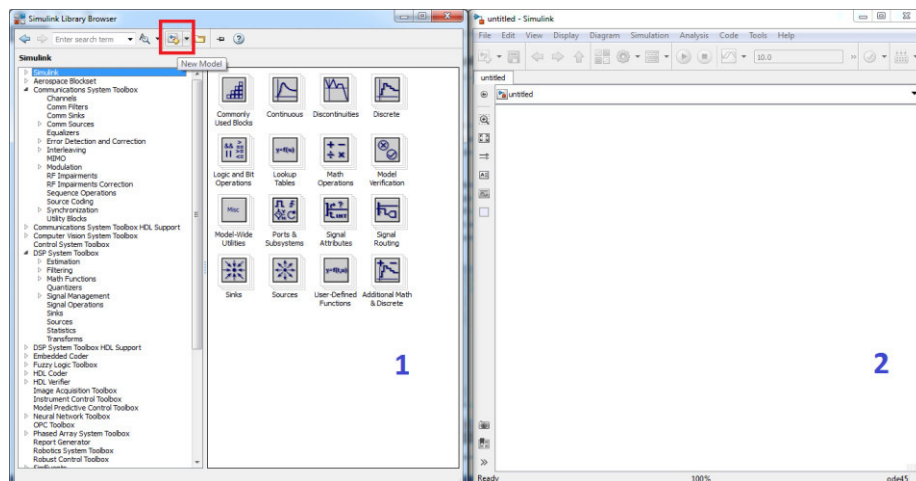 Simulink Library Browser
Enter search term
New Model
Simulink
Simulink
Aerospace Blockset
Communications System Toolbox
Channels
Comm Filters
Comm Sinks
Comm Sources
Equalizers
Error Detection and Correction
Interleaving
MIMO
Modulation
RF Impairments
RF Impairments Correction
Sequence Operations
Source Coding
Synchronization
Utility Blocks
Communications System Toolbox HDL Support
Computer Vision System Toolbox
Control System Toolbox
DSP System Toolbox
Estimation
Filtering
Math Functions
Quantizers
Signal Management
Signal Operations
Sinks
Sources
Statistics
Transforms
DSP System Toolbox HDL Support
Embedded Coder
Fuzzy Logic Toolbox
HDL Coder
HDL Verifier
Image Acquisition Toolbox
Instrument Control Toolbox
Model Predictive Control Toolbox
Neural Network Toolbox
OPC Toolbox
Phased Array System Toolbox
Report Generator
Robotics System Toolbox
Robust Control Toolbox
Commonly
Used Blocks
Continuous
Discontinuities
Discrete
Logic and Bit
Operations
y=f(u)
Lookup
Tables
Math
Operations
Model
Verification
Misc
Model-Wide
Utilities
Ports &
Subsystems
Signal
Attributes
Signal
Routing
Sinks
Sources
y=f(u)
User-Defined
Functions
Additional Math
& Discrete
1
untitled - Simulink
File Edit View Display Diagram Simulation Analysis Code Tools Help
10.0
untitled
untitled
2
Ready 100% ode45